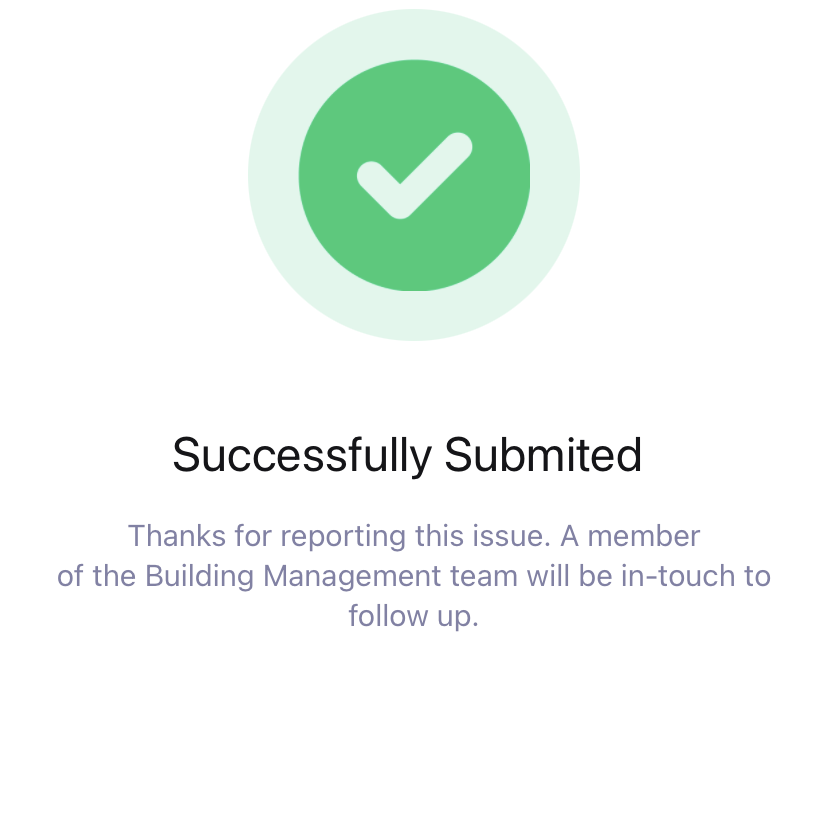 Successfully Submited
Thanks for reporting this issue. A member
of the Building Management team will be in-touch to
follow up.